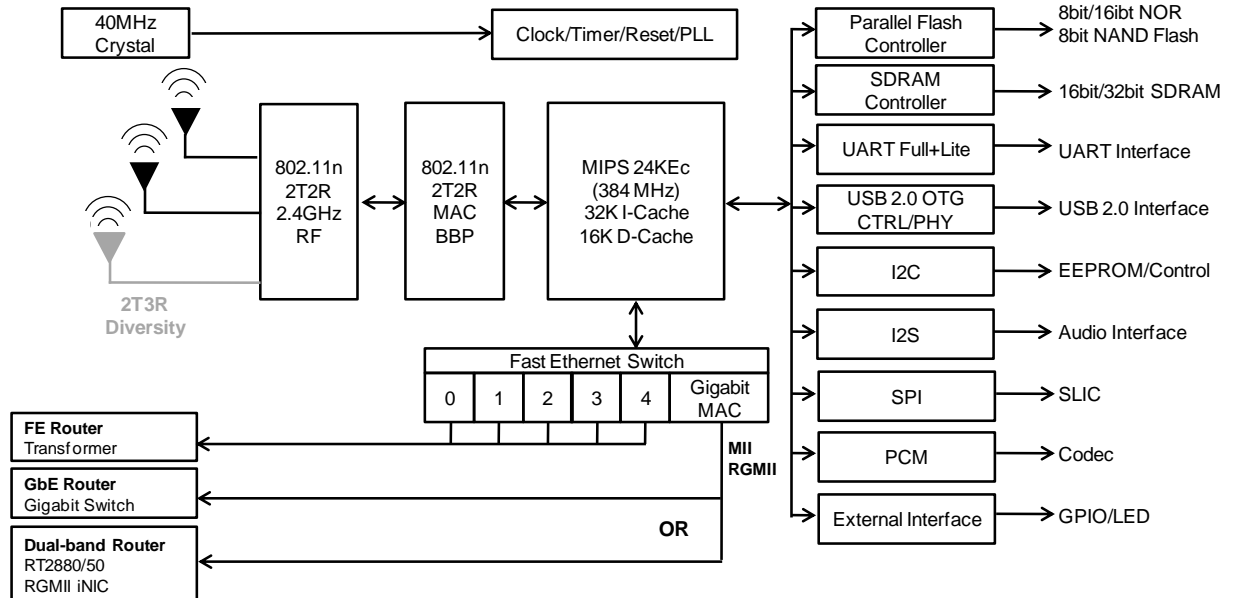 40MHz
Crystal
Clock/Timer/Reset/PLL
802.11n
2T2R
2.4GHz
RF
802.11n
2T2R
MAC
BBP
MIPS 24KEc
(384 MHz)
32K I-Cache
16K D-Cache
2T3R
Diversity
Fast Ethernet Switch
0
1
2
3
4
Gigabit
MAC
MII
RGMII
OR
FE Router
Transformer
GbE Router
Gigabit Switch
Dual-band Router
RT2880/50
RGMII iNIC
Parallel Flash
Controller
8bit/16ibt NOR
8bit NAND Flash
SDRAM
Controller
16bit/32bit SDRAM
UART Full+Lite
UART Interface
USB 2.0 OTG
CTRL/PHY
USB 2.0 Interface
I2C
EEPROM/Control
I2S
Audio Interface
SPI
SLIC
PCM
Codec
External Interface
GPIO/LED